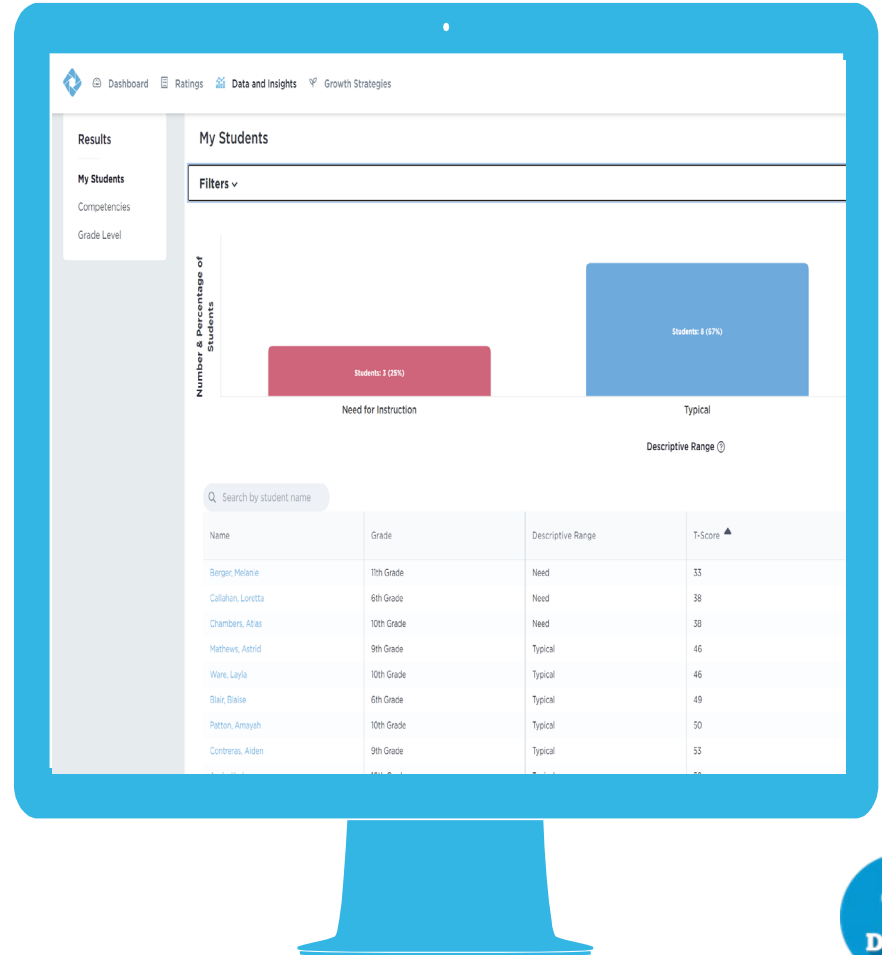 Dashboard Ratings Data and Insights Growth Strategies
Results
My Students
Competencies
Grade Level
My Students
Filters
Number & Percentage of
Students
Students: 3 (25%)
Students: 8 (67%)
Need for Instruction Typical
Descriptive Range
Search by student name
Name Grade Descriptive Range T-Score
Berger, Melanie 11th Grade Need 33
Callahan, Loretta 6th Grade Need 38
Chambers, Atlas 10th Grade Need 38
Mathews, Astrid 9th Grade Typical 46
Ware, Layla 10th Grade Typical 46
Blair, Blaise 6th Grade Typical 49
Patton, Amayah 10th Grade Typical 50
Contreras, Aiden 9th Grade Typical 53